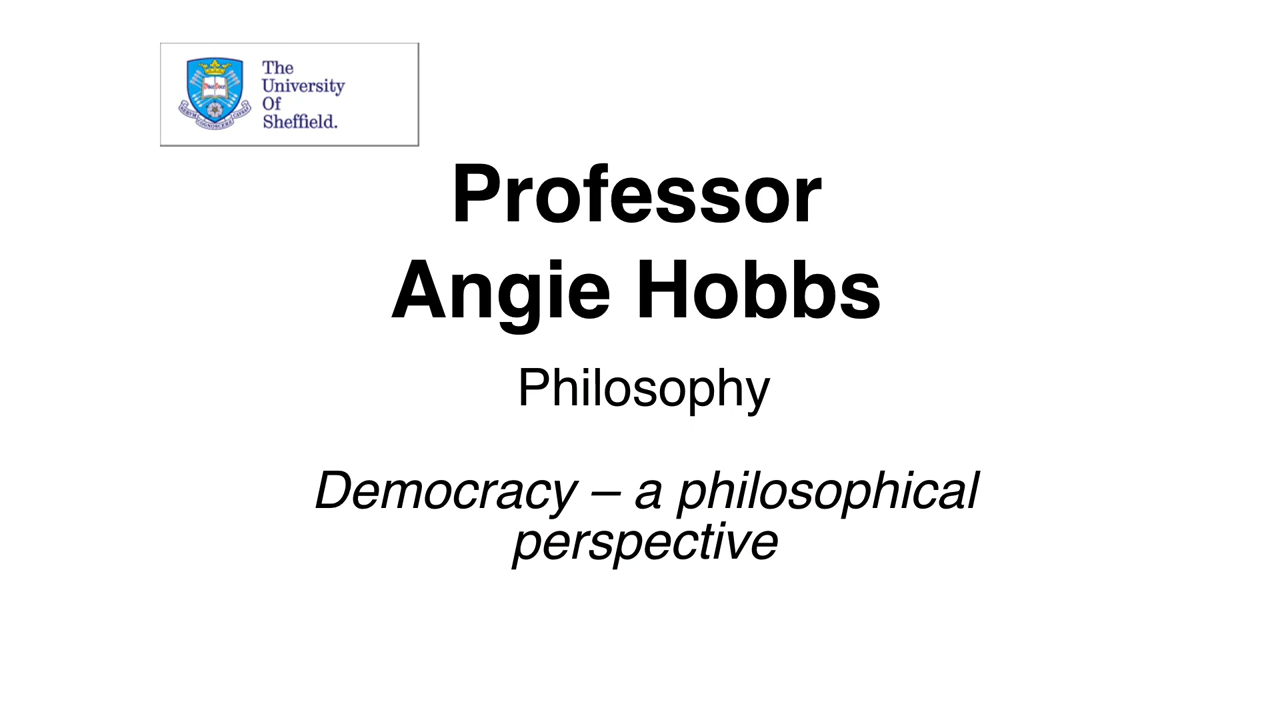 The
University
Of
Sheffield.
Professor
Angie Hobbs
Philosophy
Democracy – a philosophical
perspective